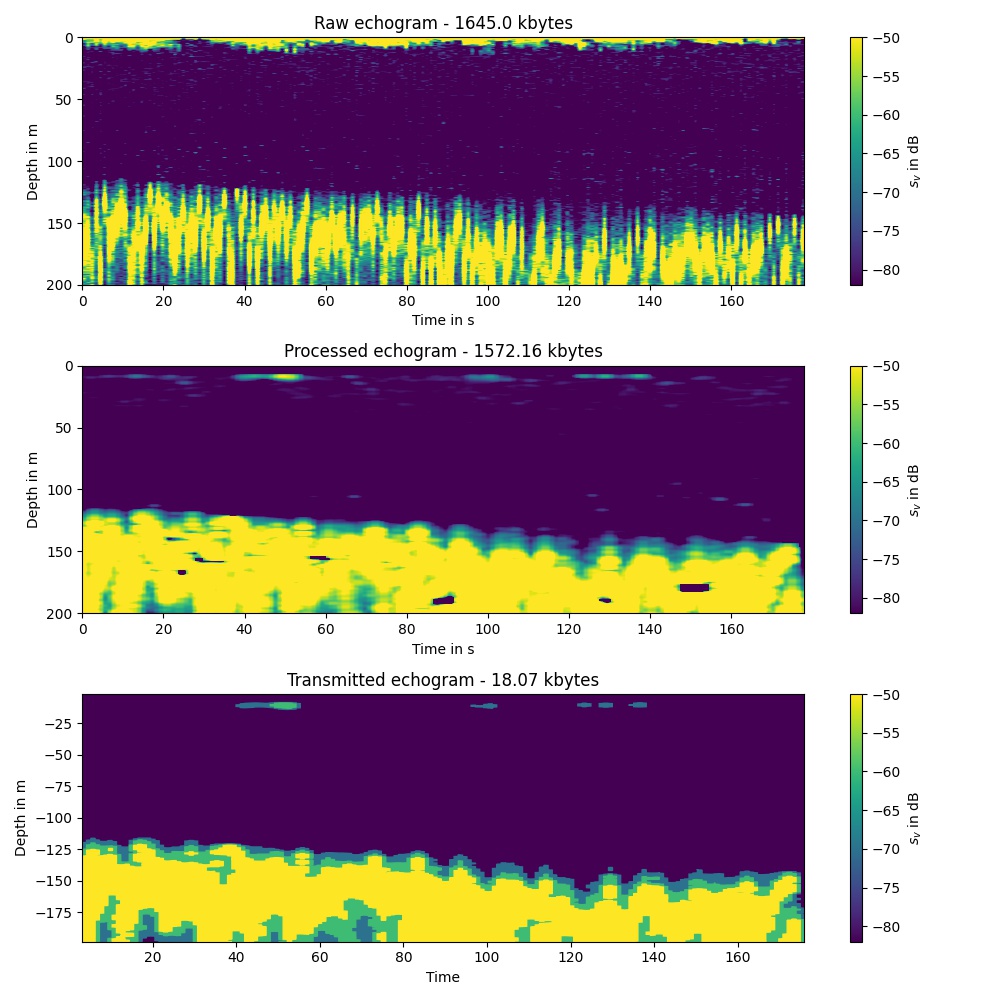 Raw echogram - 1645.0 kbytes
0
50
100
150
200
Depth in m
0 20 40 60 80 100 120 140 160
Time in s
−50
−55
−60
−65
−70
−75
−80
sv in dB
Processed echogram - 1572.16 kbytes
0
50
100
150
200
Depth in m
0 20 40 60 80 100 120 140 160
Time in s
−50
−55
−60
−65
−70
−75
−80
sv in dB
Transmitted echogram - 18.07 kbytes
−25
−50
−75
−100
−125
−150
−175
Depth in m
20 40 60 80 100 120 140 160
Time
−50
−55
−60
−65
−70
−75
−80
sv in dB